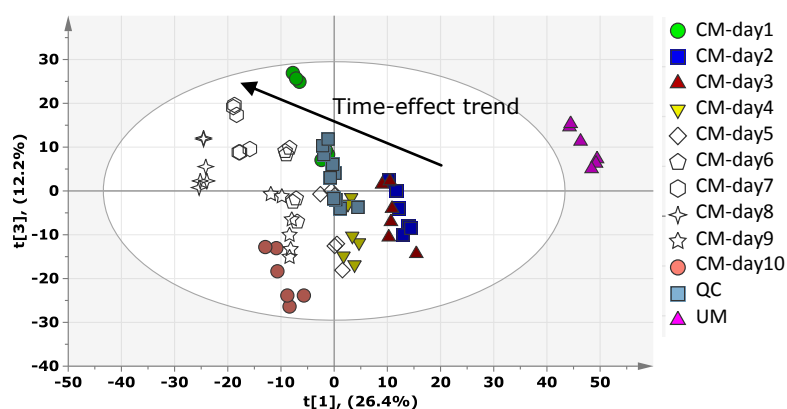 CM-day1
CM-day2
CM-day3
CM-day4
CM-day5
CM-day6
CM-day7
CM-day8
CM-day9
CM-day10
QC
UM
Time-effect trend
t[3], (12.2%)
30
20
10
0
-10
-20
-30
-40
-50 -40 -30 -20 -10 0 10 20 30 40 50
t[1], (26.4%)